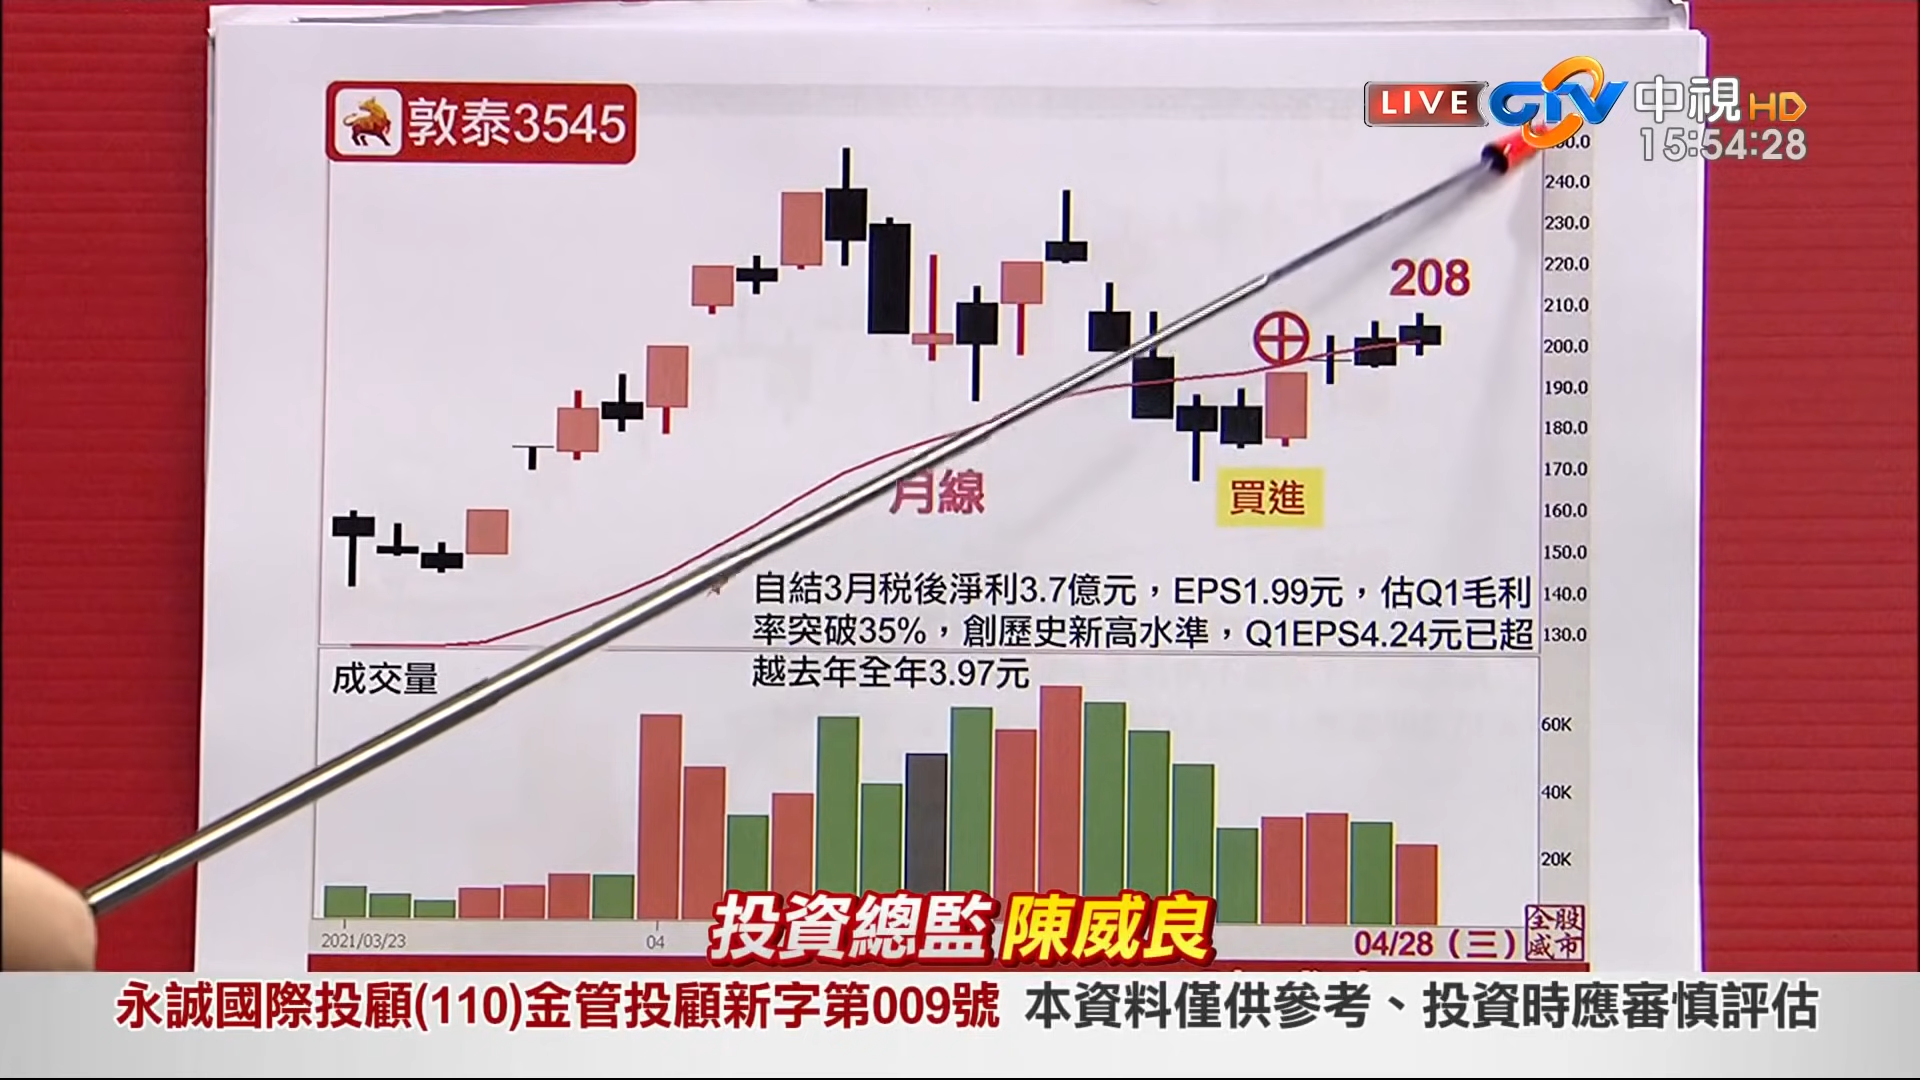 敦泰3545
LIVE CTV 中視HD
15:54:28
240.0
230.0
220.0
208
210.0
200.0
190.0
180.0
170.0
160.0
150.0
140.0
130.0
月線
買進
自結3月税後淨利3.7億元，EPS1.99元，估Q1毛利
率突破35%，創歷史新高水準，Q1EPS4.24元已超
越去年全年3.97元
成交量
60K
40K
20K
2021/03/23
04
04/28（三）
全股
威市
投資總監 陳威良
永誠國際投顧(110)金管投顧新字第009號 本資料僅供參考、投資時應審慎評估